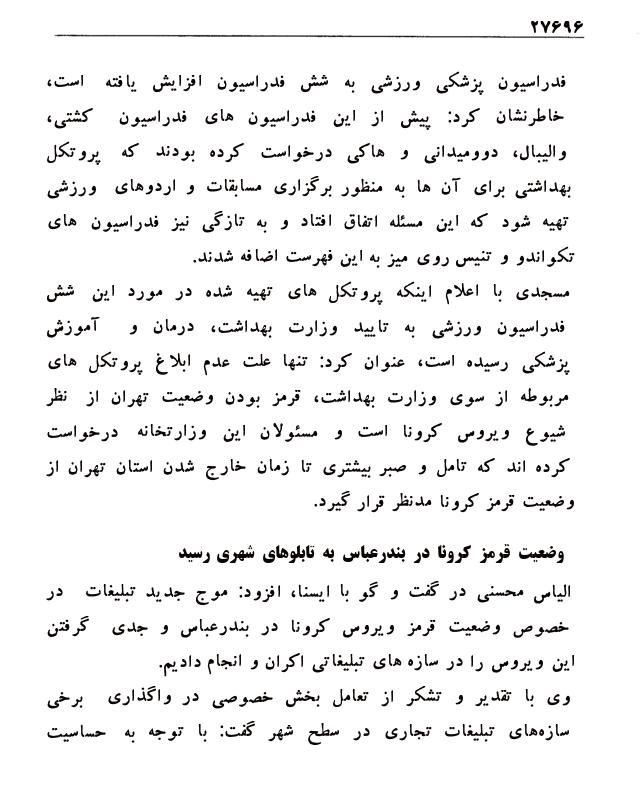 ۲۷۶۹۶
فدراسیون پزشکی ورزشی به شش فدراسیون افزایش یافته است،
خاطرنشان کرد: پیش از این فدراسیون های فدراسیون کشتی،
والیبال، دوومیدانی و هاکی درخواست کرده بودند که پروتکل
بهداشتی برای آن ها به منظور برگزاری مسابقات و اردوهای ورزشی
تهیه شود که این مسئله اتفاق افتاد و به تازگی نیز فدراسیون های
تکواندو و تنیس روی میز به این فهرست اضافه شدند.
مسجدی با اعلام اینکه پروتکل های تهیه شده در مورد این شش
فدراسیون ورزشی به تایید وزارت بهداشت، درمان و آموزش
پزشکی رسیده است، عنوان کرد: تنها علت عدم ابلاغ پروتکل های
مربوطه از سوی وزارت بهداشت، قرمز بودن وضعیت تهران از نظر
شیوع ویروس کرونا است و مسئولان این وزارتخانه درخواست
کرده اند که تامل و صبر بیشتری تا زمان خارج شدن استان تهران از
وضعیت قرمز کرونا مدنظر قرار گیرد.
وضعیت قرمز کرونا در بندرعباس به تابلوهای شهری رسید
الیاس محسنی در گفت و گو با ایسنا، افزود: موج جدید تبلیغات در
خصوص وضعیت قرمز ویروس کرونا در بندرعباس و جدی گرفتن
این ویروس را در سازه های تبلیغاتی اکران و انجام دادیم.
وی با تقدیر و تشکر از تعامل بخش خصوصی در واگذاری برخی
سازه‌های تبلیغات تجاری در سطح شهر گفت: با توجه به حساسیت